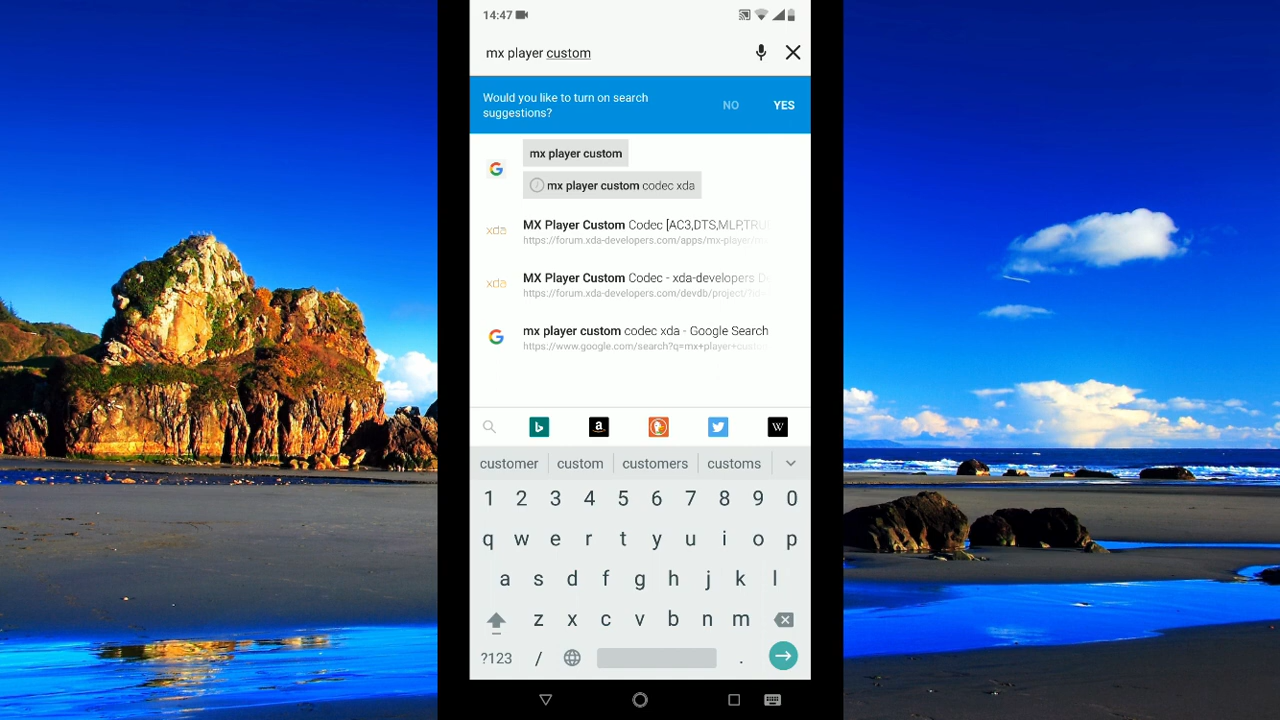 14:47
mx player custom
Would you like to turn on search
suggestions?
NO
YES
mx player custom
mx player custom codec xda
xda
MX Player Custom Codec [AC3,DTS,MLP,TRU
https://forum.xda-developers.com/apps/mx-player/
xda
MX Player Custom Codec - xda-developers D
https://forum.xda-developers.com/devdb/project/?id=
mx player custom codec xda - Google Search
https://www.google.com/search?q=mx+player+custo
customer custom customers customs
1 2 3 4 5 6 7 8 9 0
q w e r t y u i o p
a s d f g h j k l
z x c v b n m
?123 / .